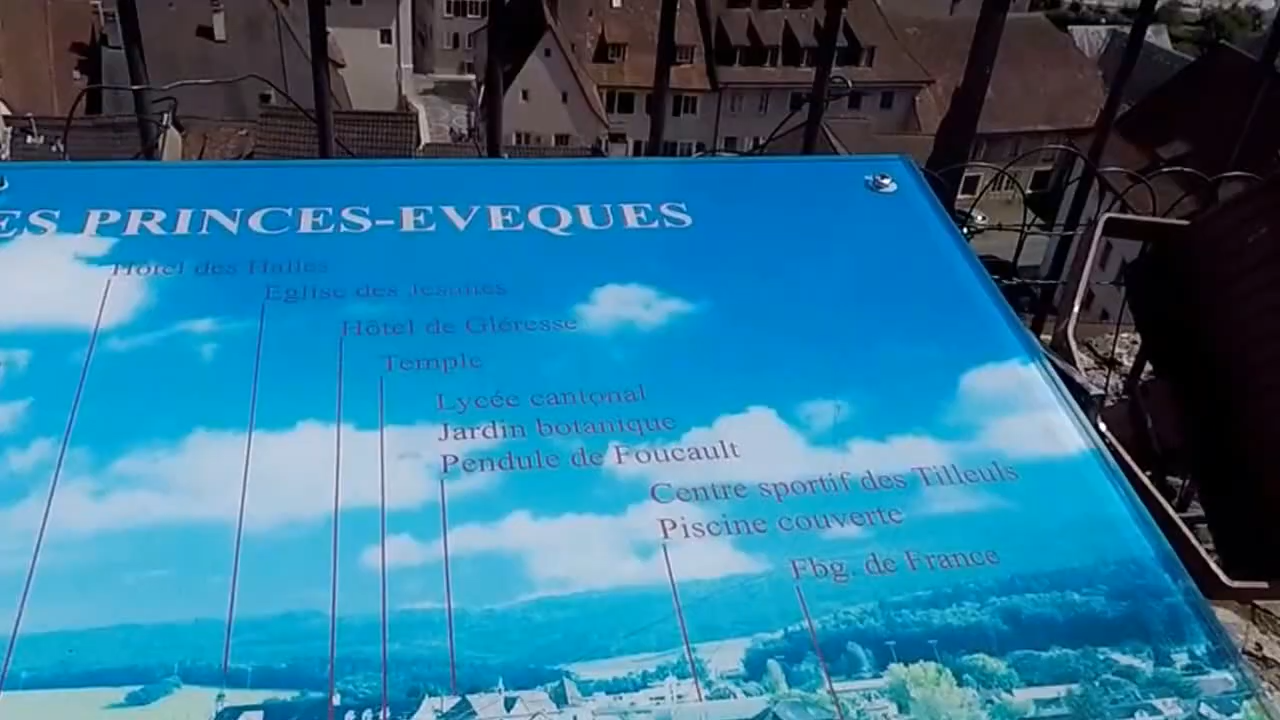 ES PRINCES-EVEQUES
Hôtel des Halles
Eglise des Jésuites
Hôtel de Gléresse
Temple
Lycée cantonal
Jardin botanique
Pendule de Foucault
Centre sportif des Tilleuls
Piscine couverte
Fbg. de France